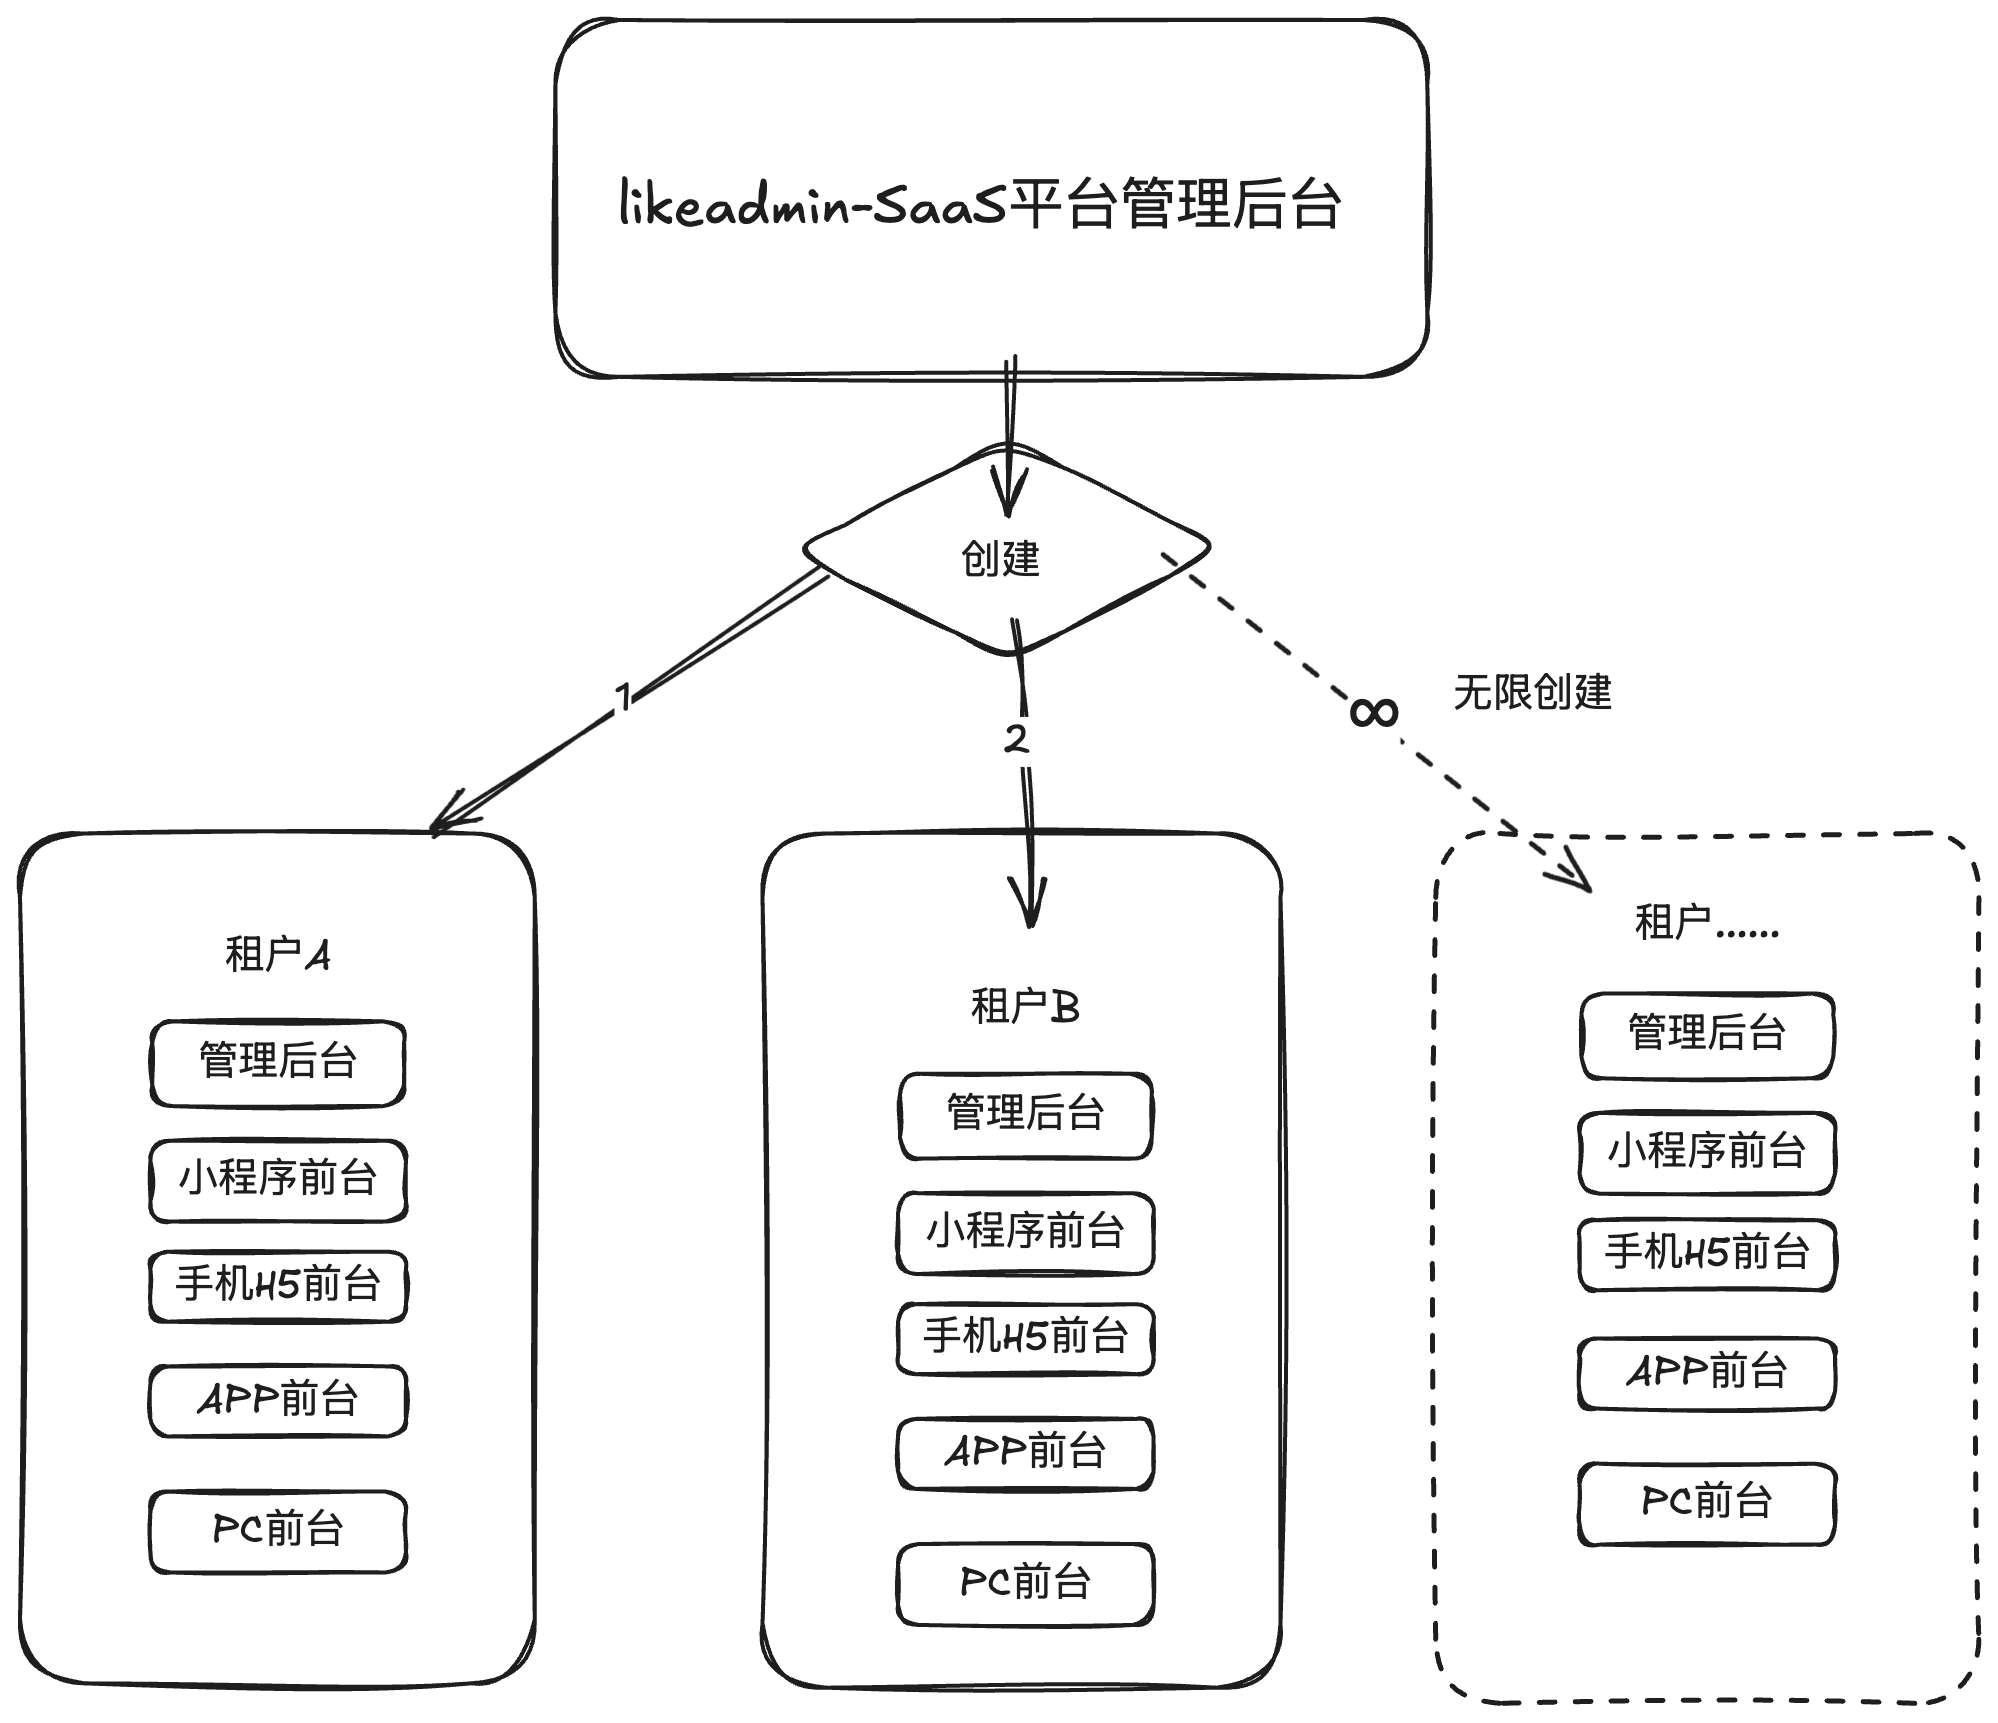 likeadmin-SaaS平台管理后台
创建
1
2
∞
无限创建
租户A
管理后台
小程序前台
手机H5前台
APP前台
PC前台
租户B
管理后台
小程序前台
手机H5前台
APP前台
PC前台
租户......
管理后台
小程序前台
手机H5前台
APP前台
PC前台